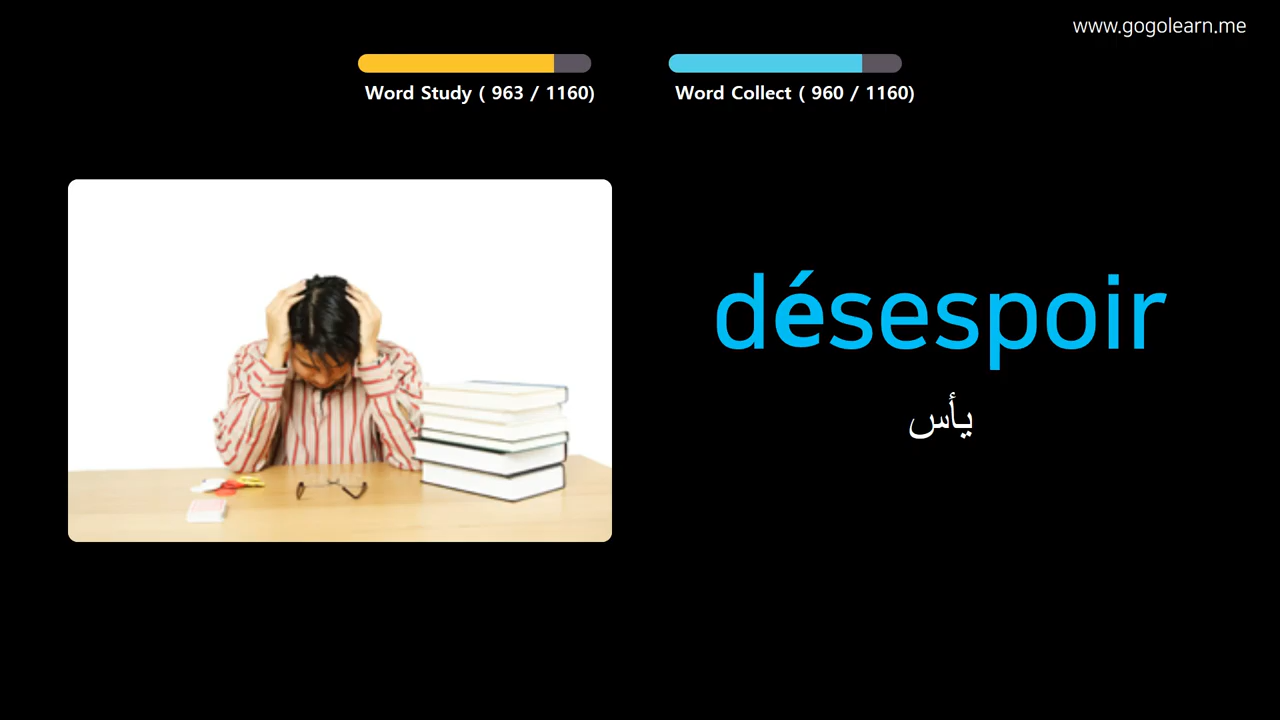 www.gogolearn.me
Word Study ( 963 / 1160)
Word Collect ( 960 / 1160)
désespoir
يأس